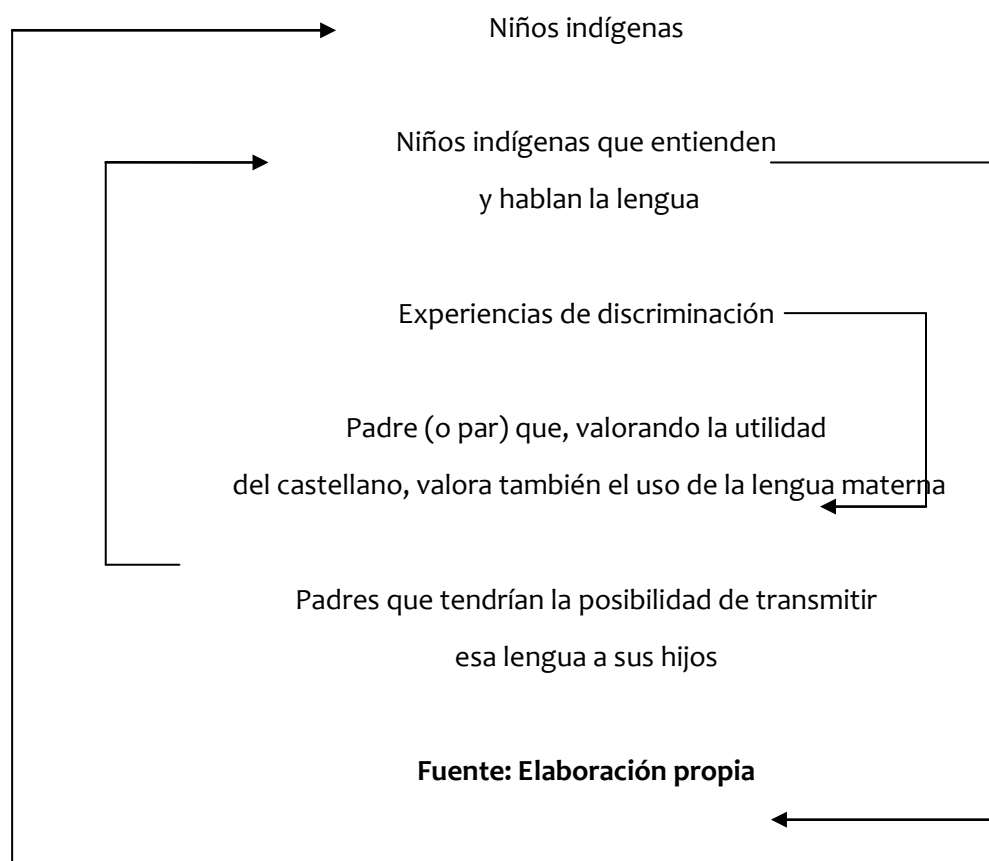 Niños indígenas
Niños indígenas que entienden
y hablan la lengua
Experiencias de discriminación
Padre (o par) que, valorando la utilidad
del castellano, valora también el uso de la lengua materna
Padres que tendrían la posibilidad de transmitir
esa lengua a sus hijos
Fuente: Elaboración propia